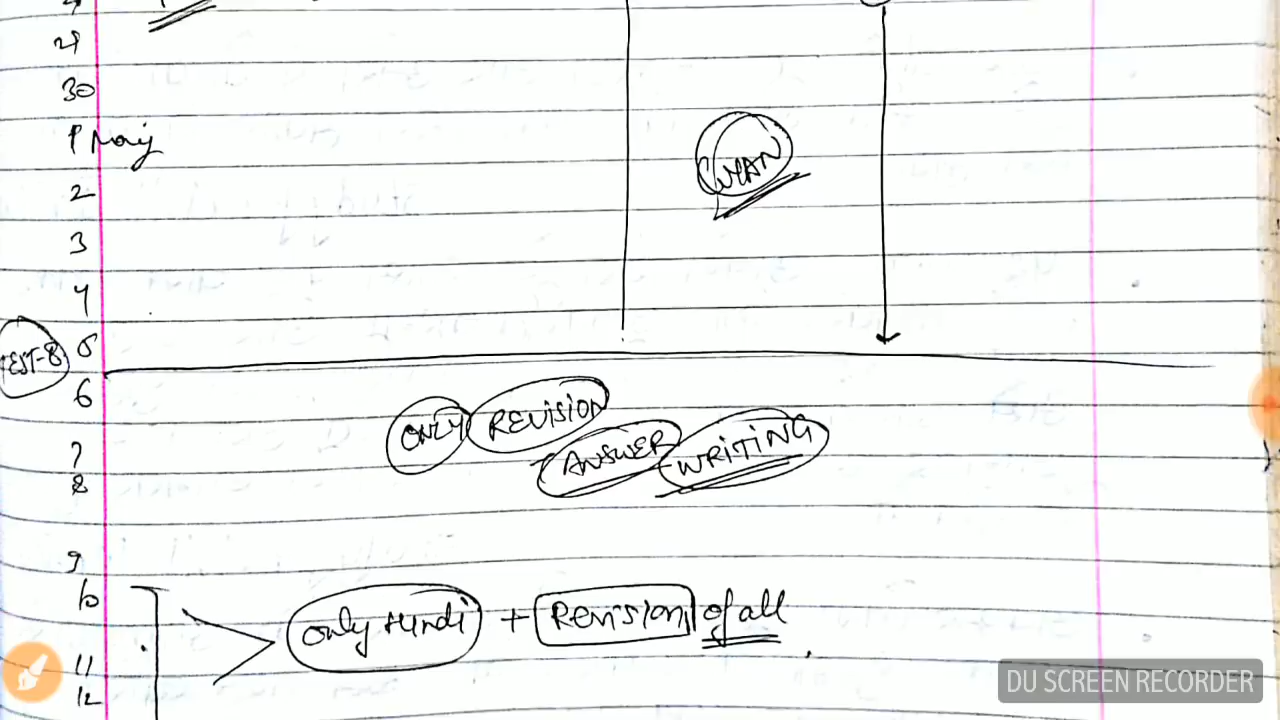 29
30
1 May
2
3
4
TEST-8 5
6
ONLY REVISION
7 ANSWER WRITING
8
9
10
only Hindi + Revision of all
11
12
DU SCREEN RECORDER